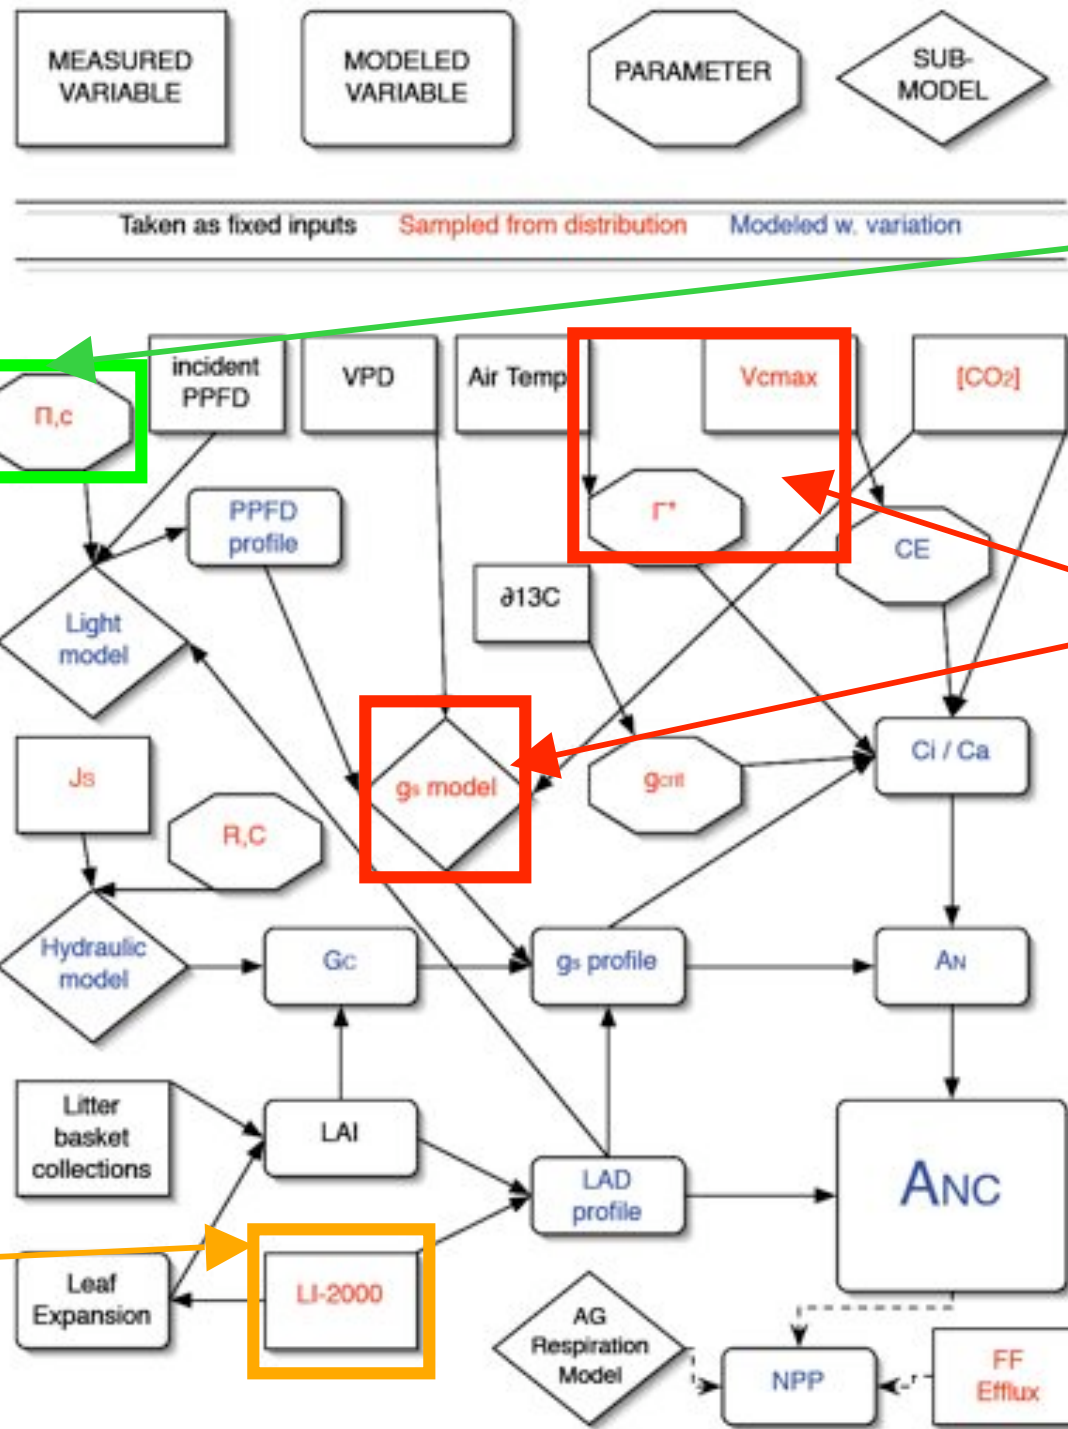 MEASURED
VARIABLE
MODELED
VARIABLE
PARAMETER
SUB-
MODEL
Taken as fixed inputs
Sampled from distribution
Modeled w. variation
Π,c
incident
PPFD
VPD
Air Temp
Vcmax
[CO2]
PPFD
profile
Γ*
CE
∂13C
Light
model
Js
gs model
gcrit
Ci / Ca
R,C
Hydraulic
model
Gc
gs profile
AN
Litter
basket
collections
LAI
LAD
profile
ANC
Leaf
Expansion
LI-2000
AG
Respiration
Model
NPP
FF
Efflux